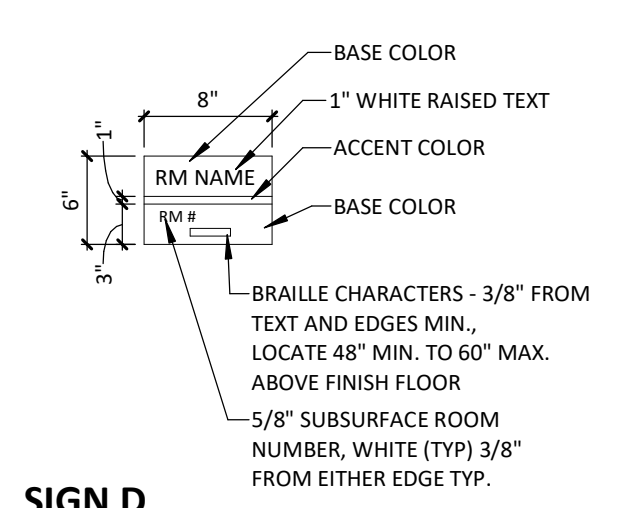 BASE COLOR
8"
1" WHITE RAISED TEXT
1"
ACCENT COLOR
RM NAME
6"
BASE COLOR
RM #
3"
BRAILLE CHARACTERS - 3/8" FROM
TEXT AND EDGES MIN.,
LOCATE 48" MIN. TO 60" MAX.
ABOVE FINISH FLOOR
5/8" SUBSURFACE ROOM
NUMBER, WHITE (TYP) 3/8"
FROM EITHER EDGE TYP.
SIGN D